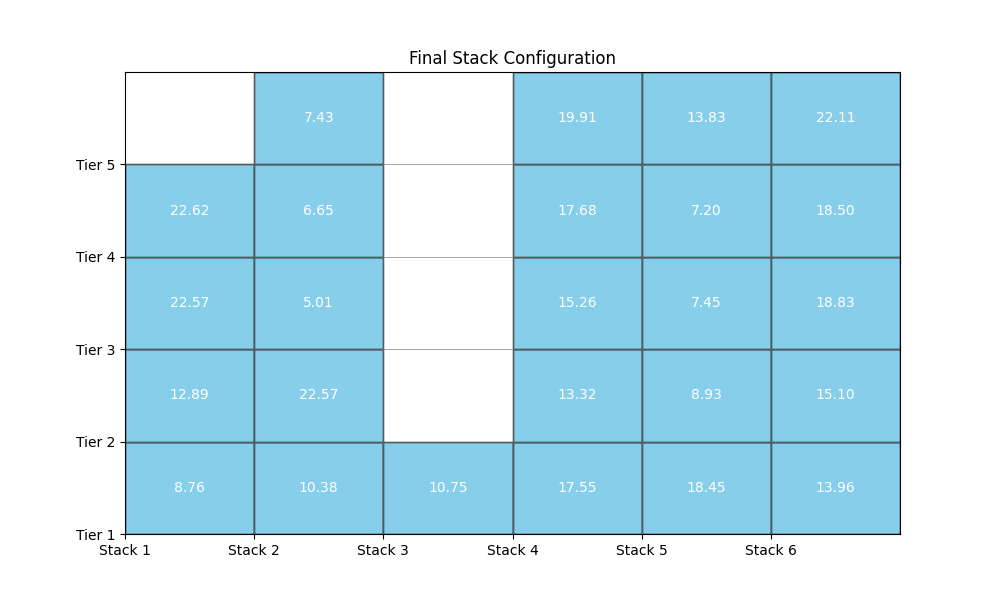 Final Stack Configuration
7.43 19.91 13.83 22.11
Tier 5
22.62 6.65 17.68 7.20 18.50
Tier 4
22.57 5.01 15.26 7.45 18.83
Tier 3
12.89 22.57 13.32 8.93 15.10
Tier 2
8.76 10.38 10.75 17.55 18.45 13.96
Tier 1
Stack 1 Stack 2 Stack 3 Stack 4 Stack 5 Stack 6